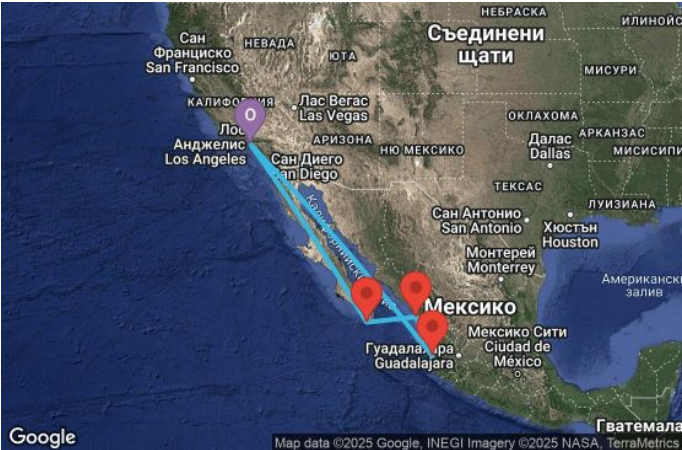 НЕБРАСКА
ИЛИНОЙС
Сан
Франциско
San Francisco
НЕВАДА
ЮТА
Съединени
щати
МИСУРИ
КАЛИФОРНИЯ
Лас Вегас
Las Vegas
ОКЛАХОМА
O
Лос
Анджелис
Los Angeles
АРИЗОНА
НЮ МЕКСИКО
Далас
Dallas
АРКАНЗАС
МИСИСИПИ
Сан Диего
San Diego
ТЕКСАС
ЛУИЗИАНА
Сан Антонио
San Antonio
Хюстън
Houston
Монтерей
Monterrey
Американски
залив
Мексико
Гуадалахара
Guadalajara
Мексико Сити
Ciudad de
México
Гватемала
Google
Map data ©2025 Google, INEGI Imagery ©2025 NASA, TerraMetrics